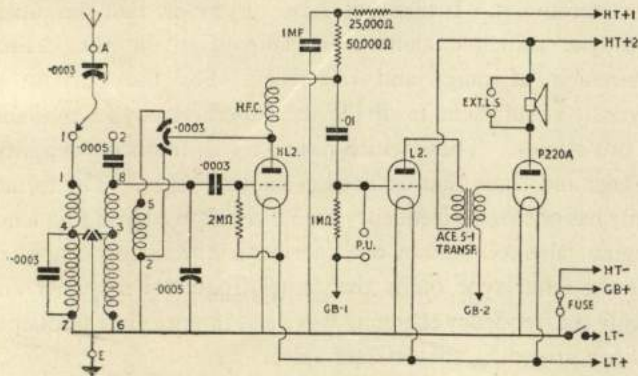 1MF
25,000Ω
50,000Ω
HT+1
HT+2
A
·0003
H.F.C.
EXT.L.S
1
2
·0005
·0003
·01
HL2.
L2.
P220A
1
8
·0003
4
3
5
2
2MΩ
1MΩ
P.U.
ACE 5-1
TRANSF.
·0003
·0005
7
6
GB-1
GB-2
HT-
GB+
FUSE
LT-
E
LT+